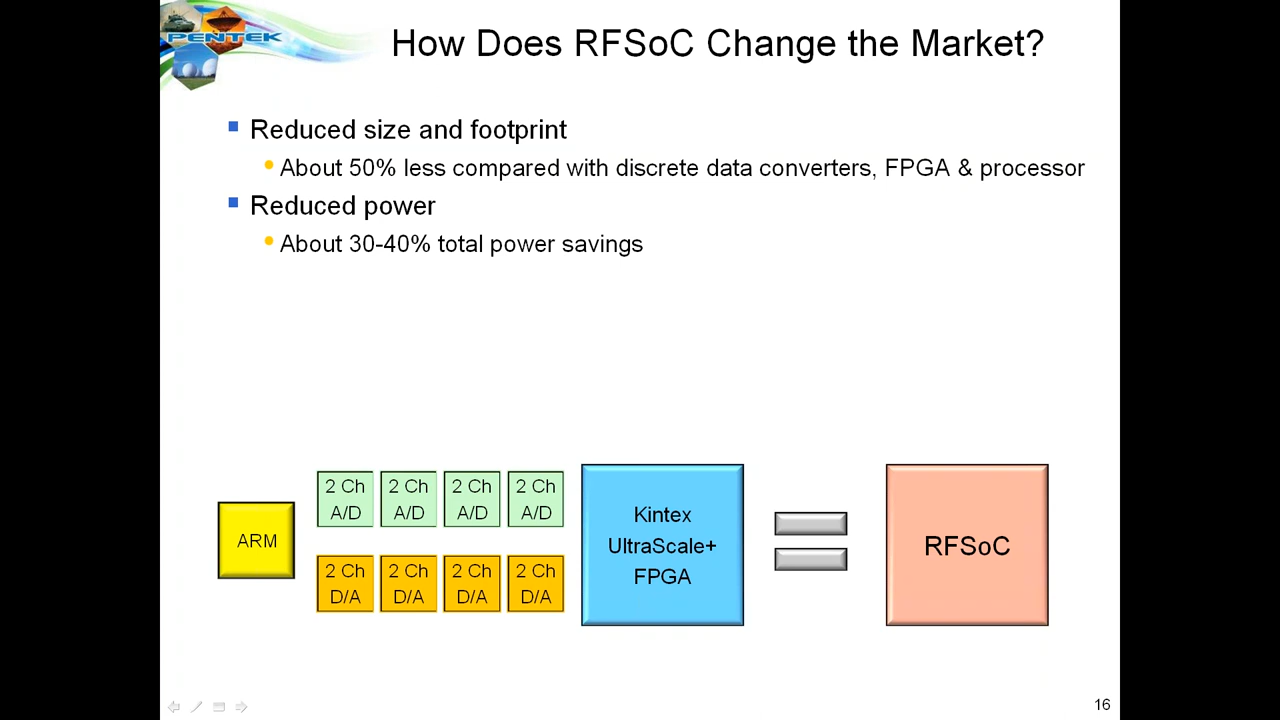 PENTEK
How Does RFSoC Change the Market?
Reduced size and footprint
About 50% less compared with discrete data converters, FPGA & processor
Reduced power
About 30-40% total power savings
ARM
2 Ch
A/D
2 Ch
A/D
2 Ch
A/D
2 Ch
A/D
2 Ch
D/A
2 Ch
D/A
2 Ch
D/A
2 Ch
D/A
Kintex
UltraScale+
FPGA
RFSoC
16